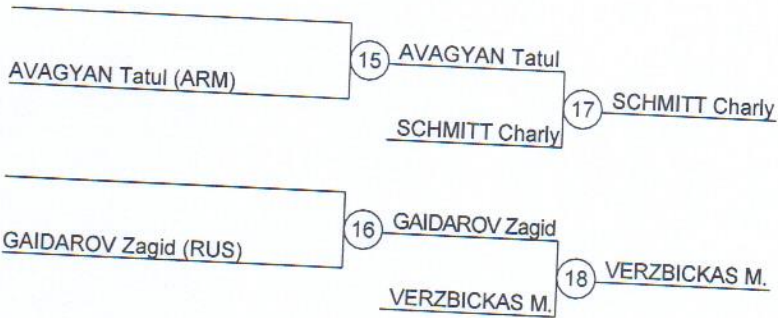 AVAGYAN Tatul (ARM)
15
AVAGYAN Tatul
SCHMITT Charly
17
SCHMITT Charly
GAIDAROV Zagid (RUS)
16
GAIDAROV Zagid
VERZBICKAS M.
18
VERZBICKAS M.